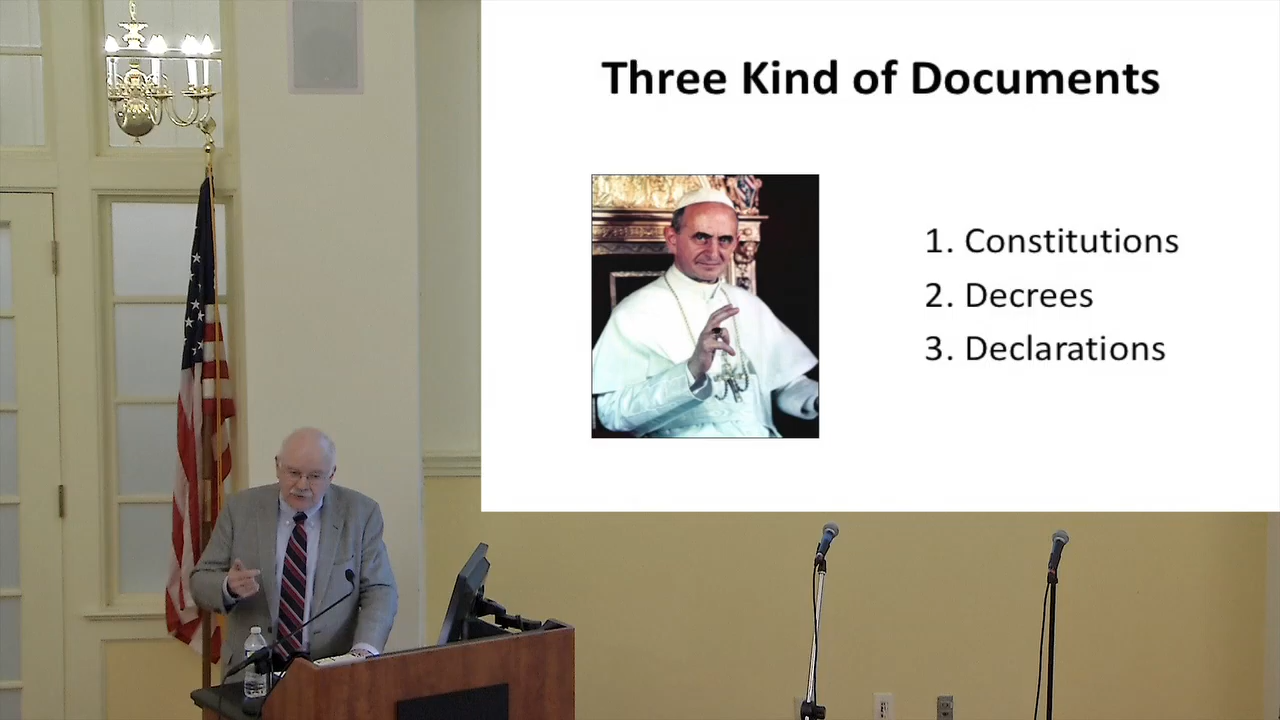 Three Kind of Documents
1. Constitutions
2. Decrees
3. Declarations